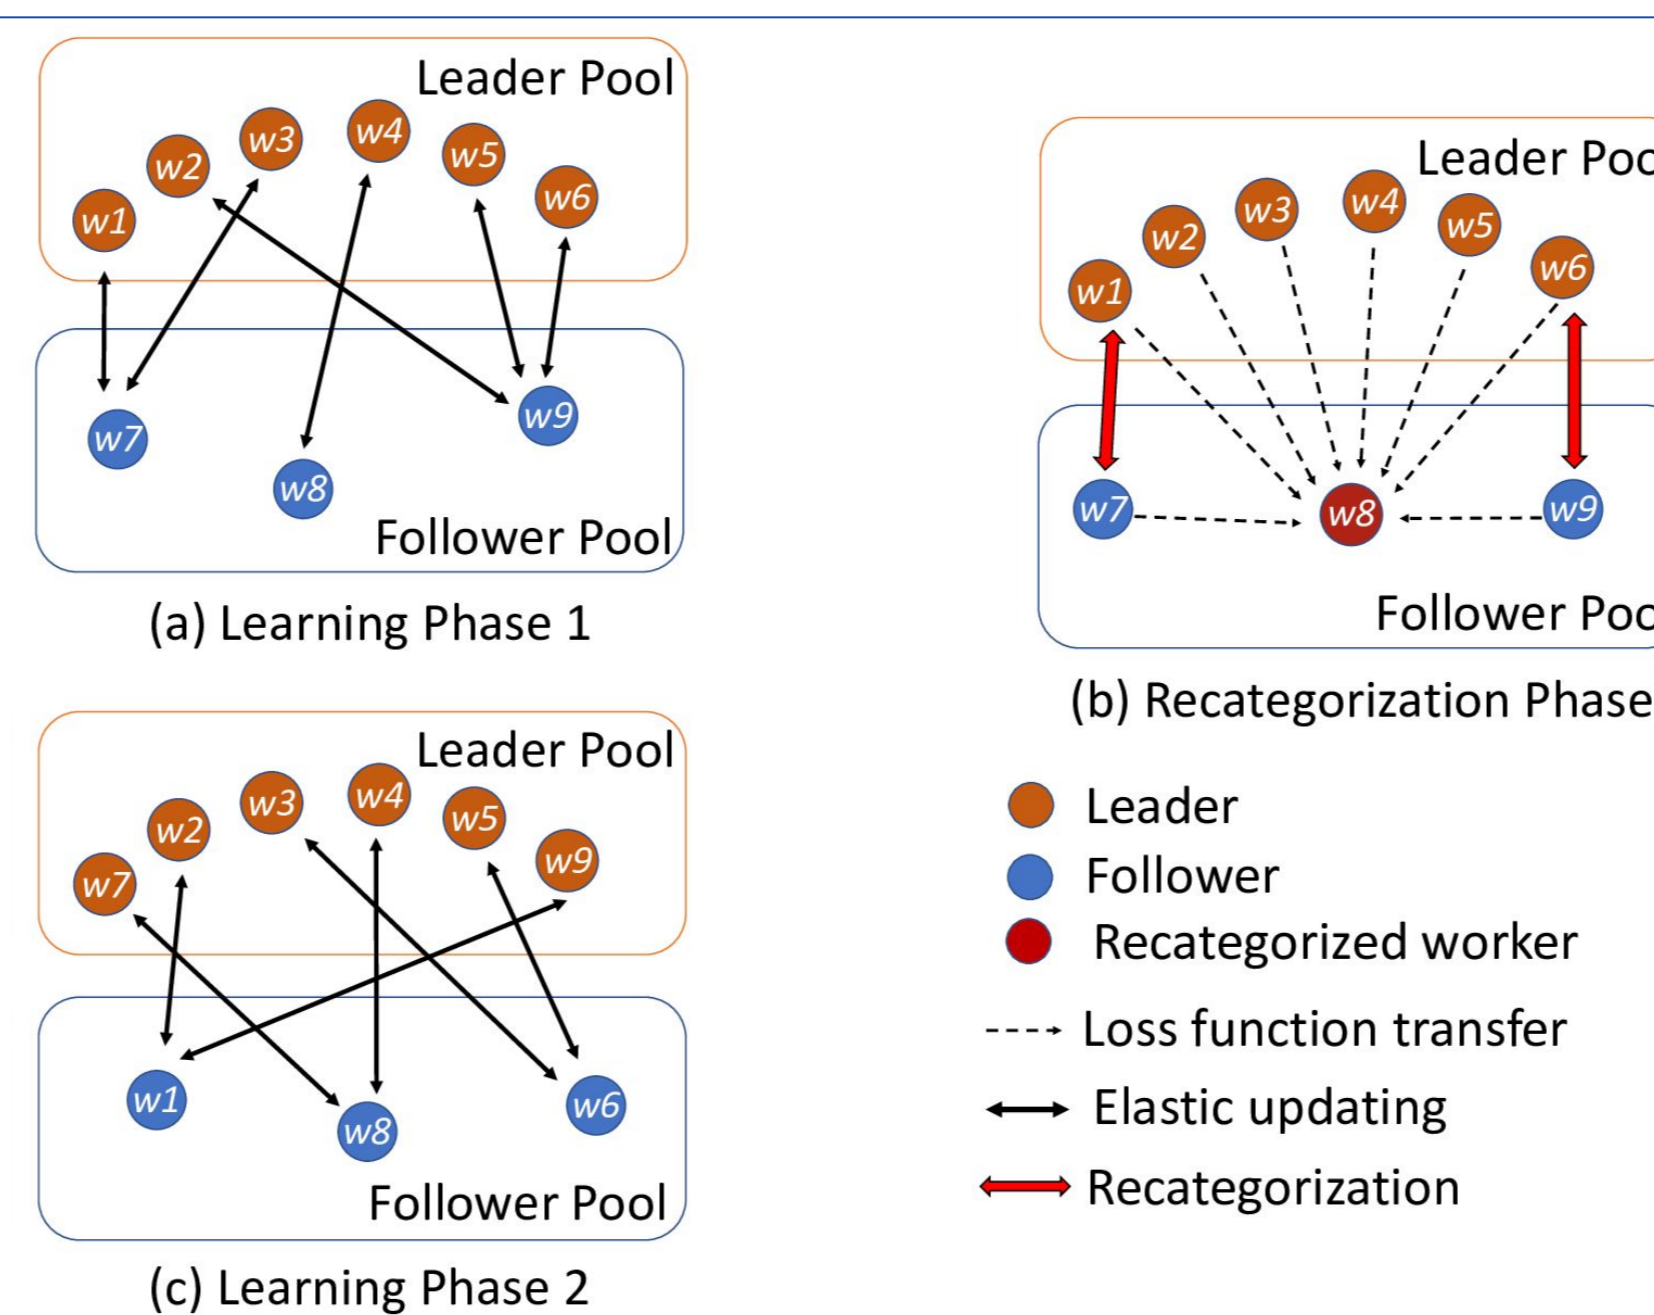 Leader Pool
w1
w2
w3
w4
w5
w6
w7
w8
w9
Follower Pool
(a) Learning Phase 1
Leader Poo
w1
w2
w3
w4
w5
w6
w7
w8
w9
Follower Poo
(b) Recategorization Phase
Leader Pool
w7
w2
w3
w4
w5
w9
w1
w8
w6
Follower Pool
(c) Learning Phase 2
Leader
Follower
Recategorized worker
Loss function transfer
Elastic updating
Recategorization